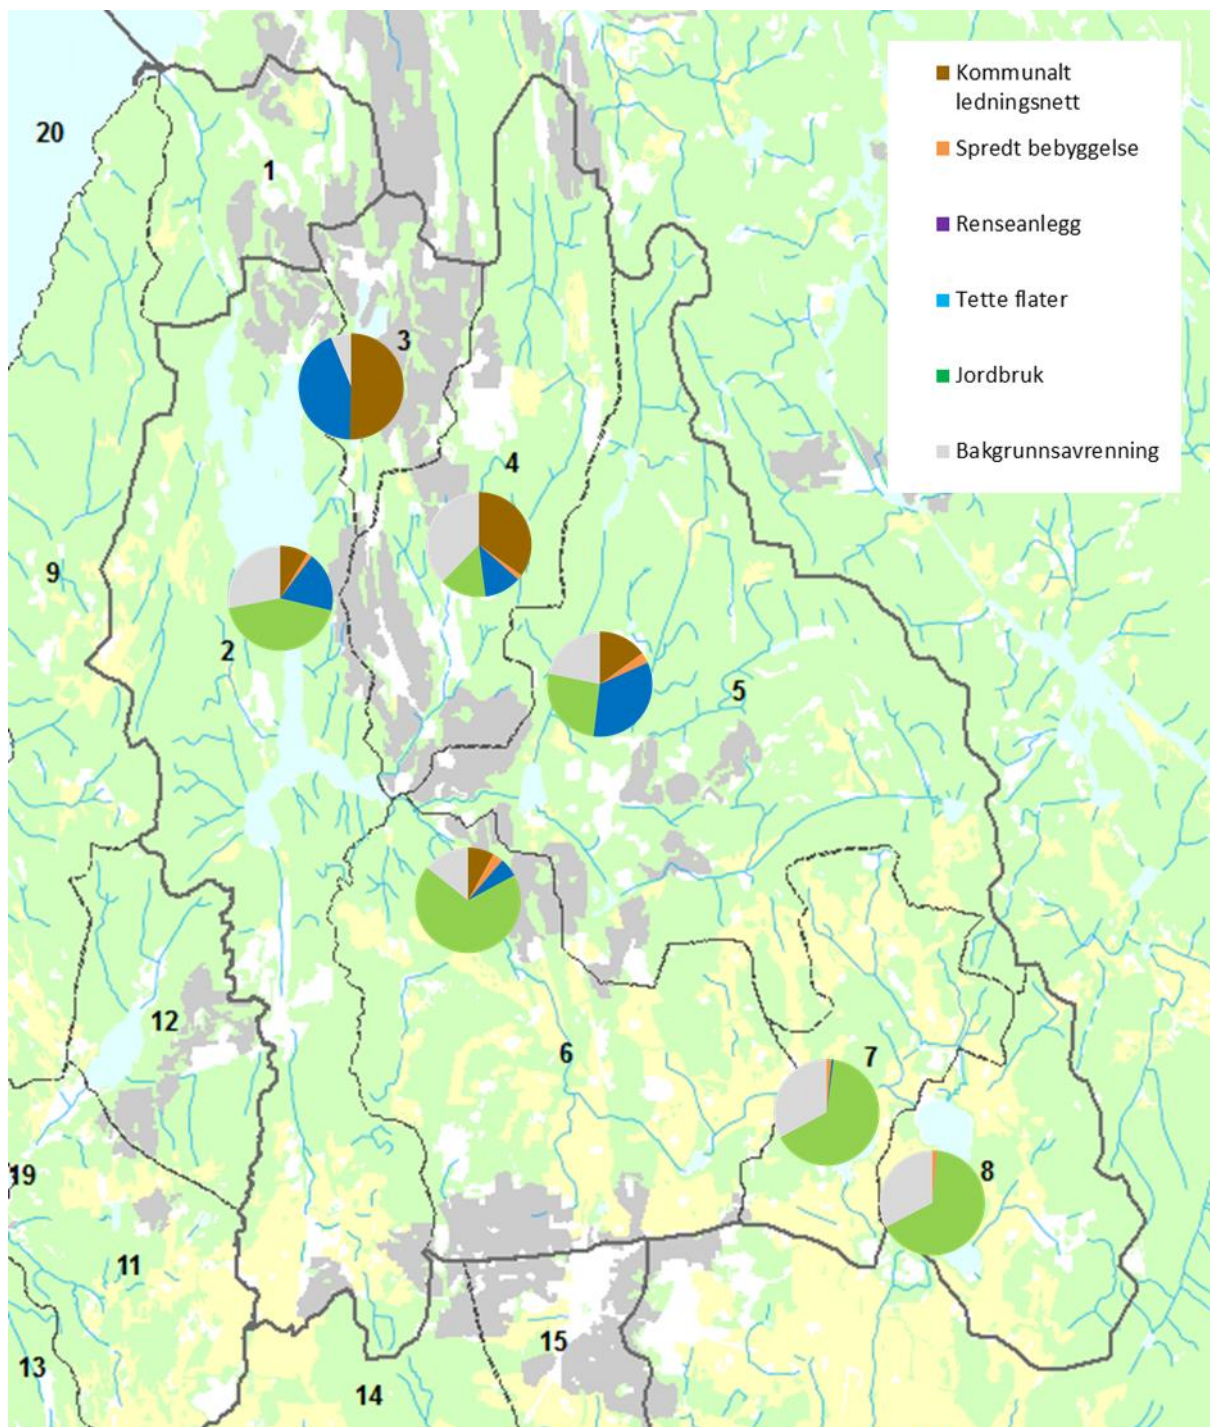 Kommunalt
ledningsnett
Spredt bebyggelse
Renseanlegg
Tette flater
Jordbruk
Bakgrunnsavrenning
20
1
3
4
9
2
5
12
6
7
19
8
11
15
13
14